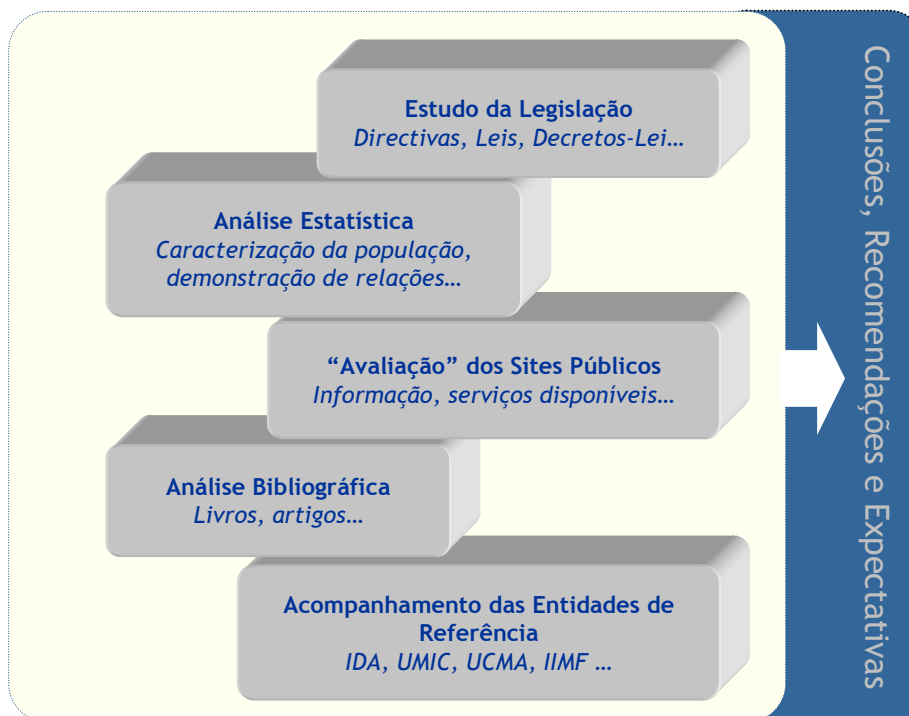 Estudo da Legislação
Directivas, Leis, Decretos-Lei…
Análise Estatística
Caracterização da população,
demonstração de relações…
“Avaliação” dos Sites Públicos
Informação, serviços disponíveis…
Análise Bibliográfica
Livros, artigos…
Acompanhamento das Entidades de
Referência
IDA, UMIC, UCMA, IIMF …
Conclusões, Recomendações e Expectativas